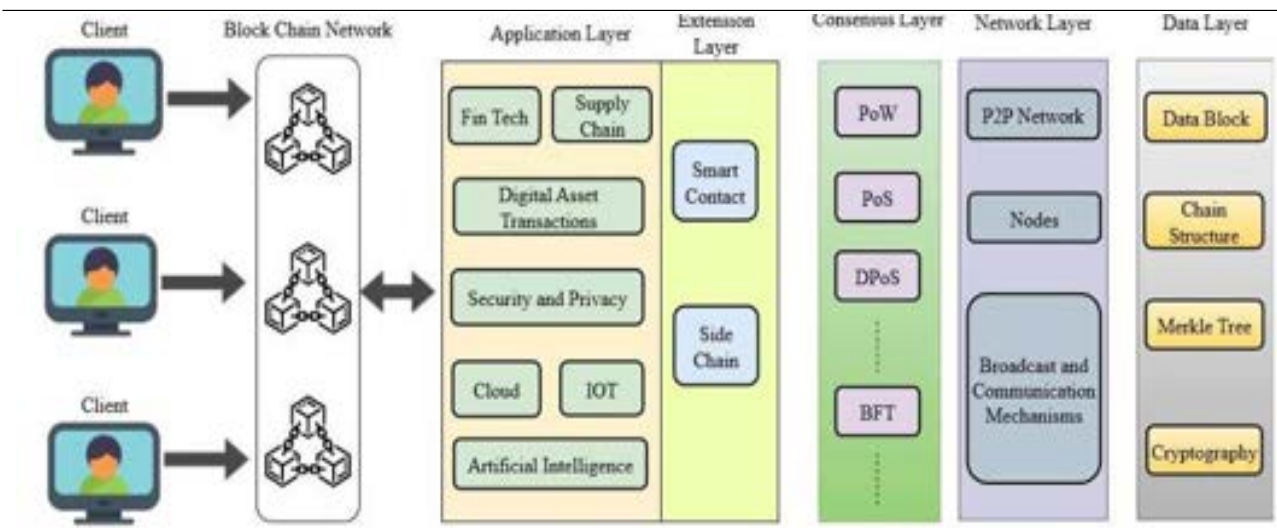 Client
Block Chain Network
Application Layer
Extension
Layer
Consensus Layer
Network Layer
Data Layer
Fin Tech
Supply
Chain
Digital Asset
Transactions
Security and Privacy
Cloud
IOT
Artificial Intelligence
Smart
Contact
Side
Chain
PoW
PoS
DPoS
BFT
P2P Network
Nodes
Broadcast and
Communication
Mechanisms
Data Block
Chain
Structure
Merkle Tree
Cryptography
Client
Client